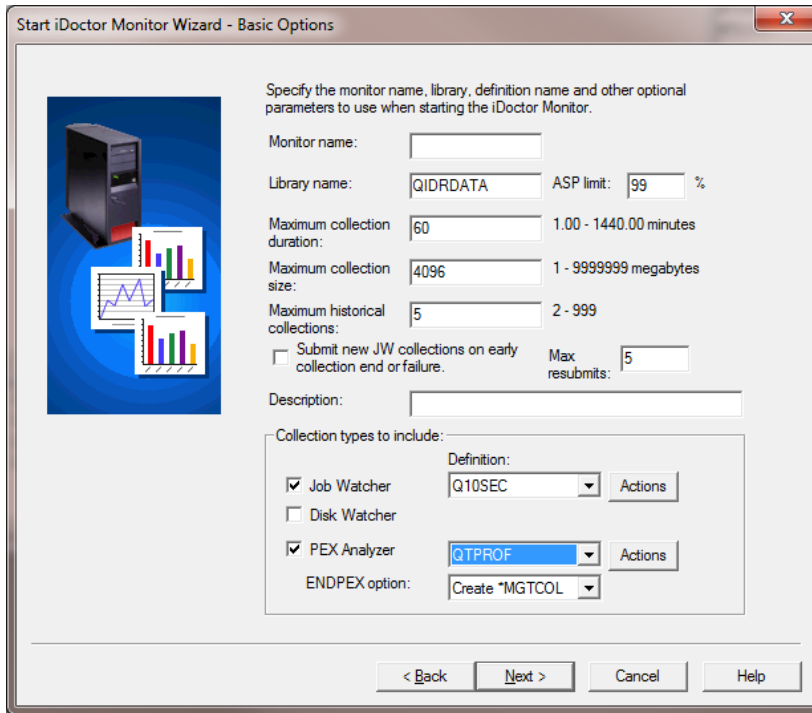 Start iDoctor Monitor Wizard - Basic Options
Specify the monitor name, library, definition name and other optional
parameters to use when starting the iDoctor Monitor.
Monitor name:
Library name: QIDRDATA ASP limit: 99 %
Maximum collection
duration: 60 1.00 - 1440.00 minutes
Maximum collection
size: 4096 1 - 9999999 megabytes
Maximum historical
collections: 5 2 - 999
Submit new JW collections on early
collection end or failure. Max
resubmits: 5
Description:
Collection types to include:
Definition:
Job Watcher Q10SEC Actions
Disk Watcher
PEX Analyzer QTPROF Actions
ENDPEX option: Create *MGTCOL
< Back Next > Cancel Help